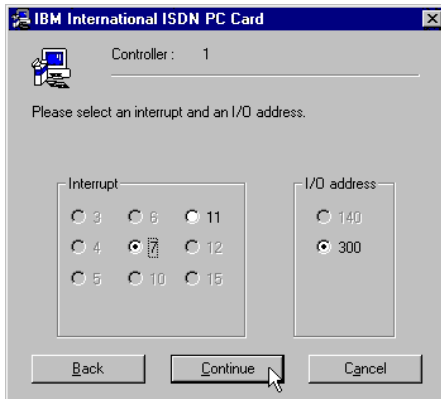 IBM International ISDN PC Card
Controller : 1
Please select an interrupt and an I/O address.
Interrupt I/O address
3 6 11 140
4 7 12 300
5 10 15
Back Continue Cancel